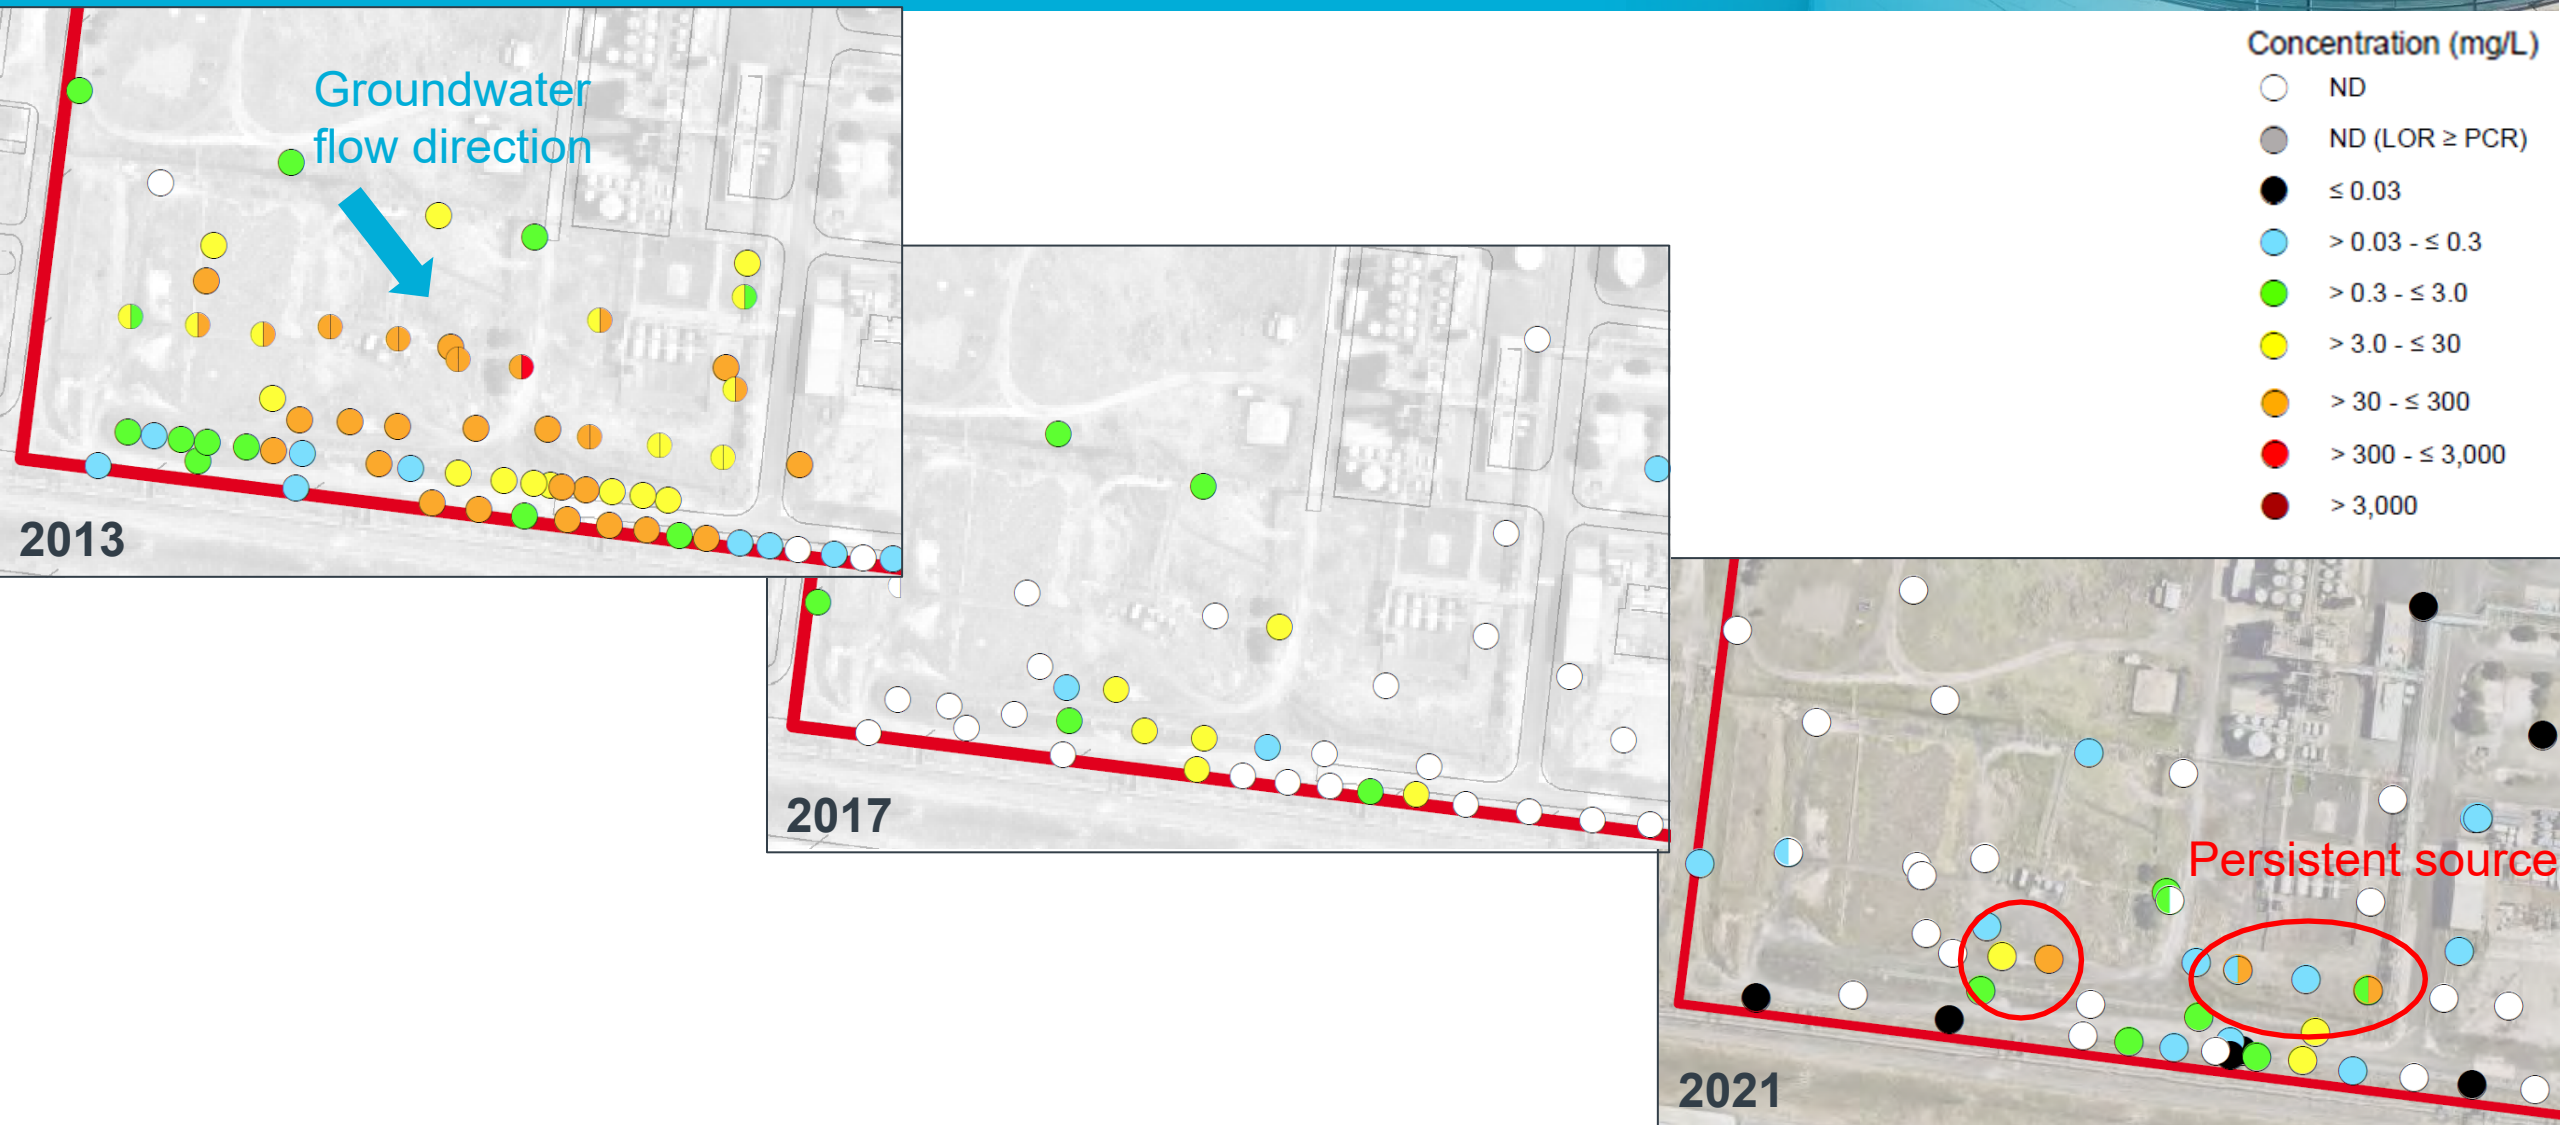 Groundwater
flow direction
2013
2017
Persistent source
2021
Concentration (mg/L)
ND
ND (LOR ≥ PCR)
≤ 0.03
> 0.03 - ≤ 0.3
> 0.3 - ≤ 3.0
> 3.0 - ≤ 30
> 30 - ≤ 300
> 300 - ≤ 3,000
> 3,000